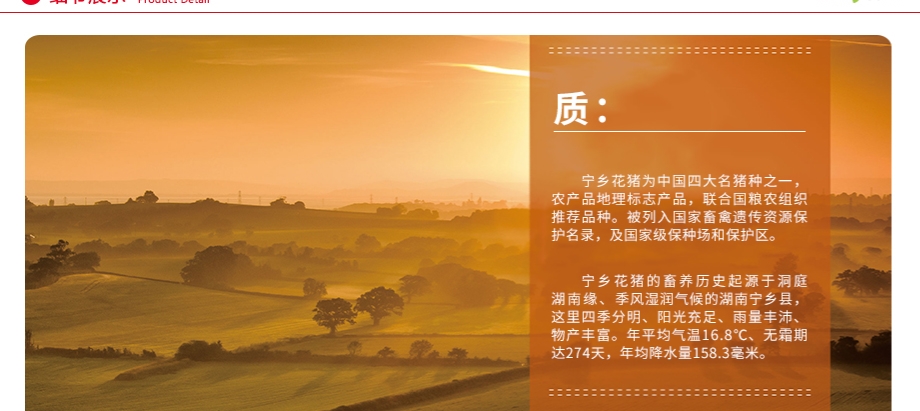 细节展示 Product Detail
质：
宁乡花猪为中国四大名猪种之一，
农产品地理标志产品，联合国粮农组织
推荐品种。被列入国家畜禽遗传资源保
护名录，及国家级保种场和保护区。
宁乡花猪的畜养历史起源于洞庭
湖南缘、季风湿润气候的湖南宁乡县，
这里四季分明、阳光充足、雨量丰沛、
物产丰富。年平均气温16.8℃、无霜期
达274天，年均降水量158.3毫米。